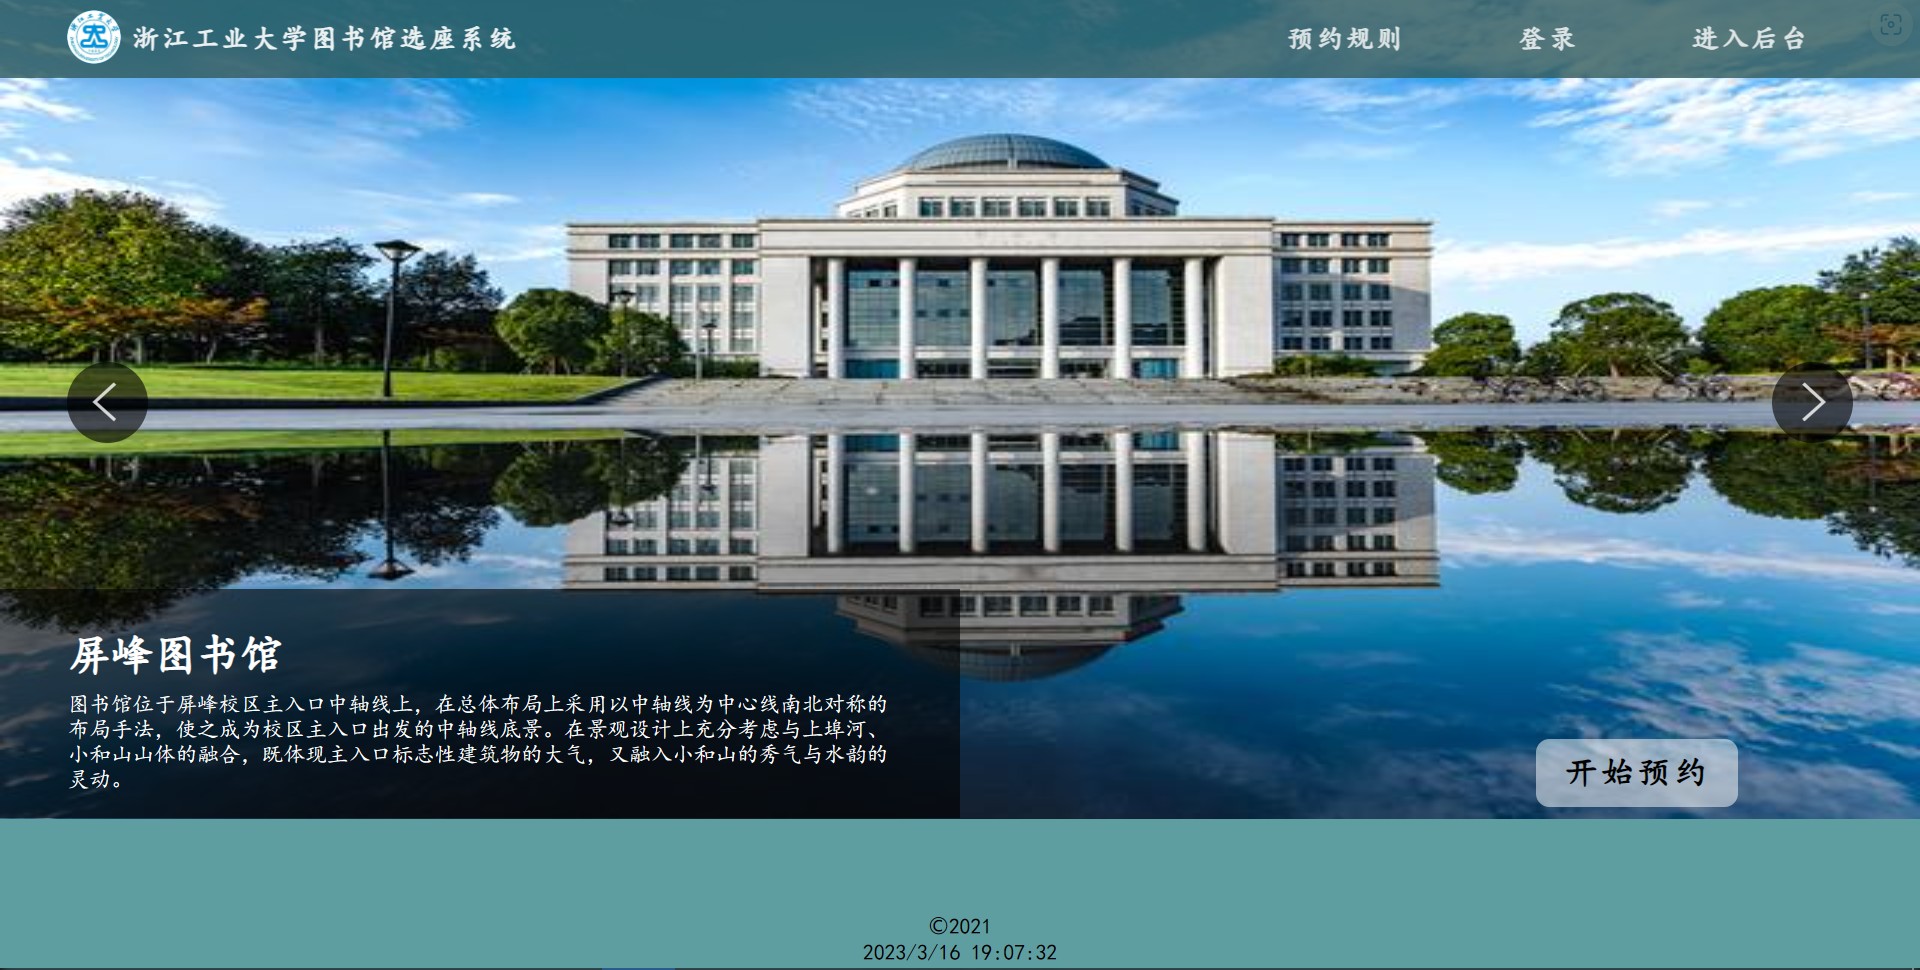 浙江工业大学图书馆选座系统
预约规则
登录
进入后台
屏峰图书馆
图书馆位于屏峰校区主入口中轴线上，在总体布局上采用以中轴线为中心线南北对称的
布局手法，使之成为校区主入口出发的中轴线底景。在景观设计上充分考虑与上埠河、
小和山山体的融合，既体现主入口标志性建筑物的大气，又融入小和山的秀气与水韵的
灵动。
开始预约
©2021
2023/3/16 19:07:32